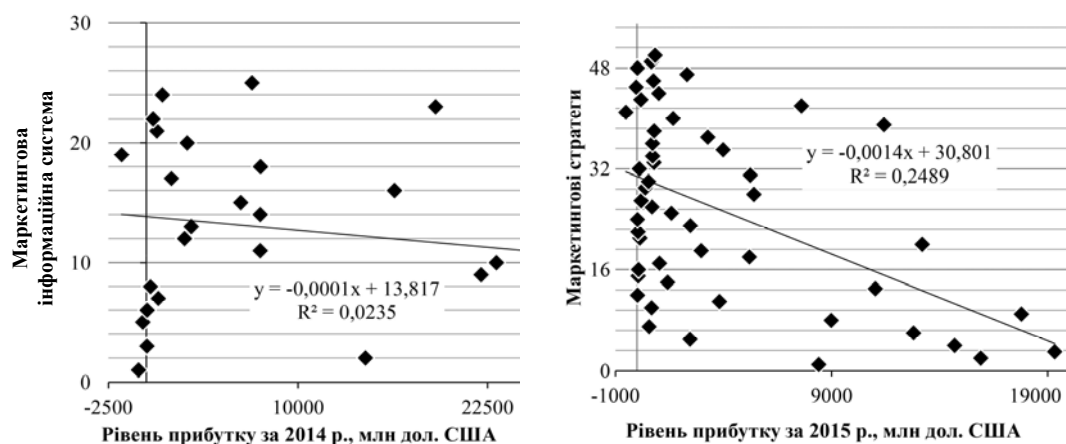 30
20
10
0
-2500
10000
22500
Маркетингова
інформаційна система
y = -0,0001x + 13,817
R² = 0,0235
Рівень прибутку за 2014 р., млн дол. США
48
32
16
0
-1000
9000
19000
Маркетингові стратеги
y = -0,0014x + 30,801
R² = 0,2489
Рівень прибутку за 2015 р., млн дол. США